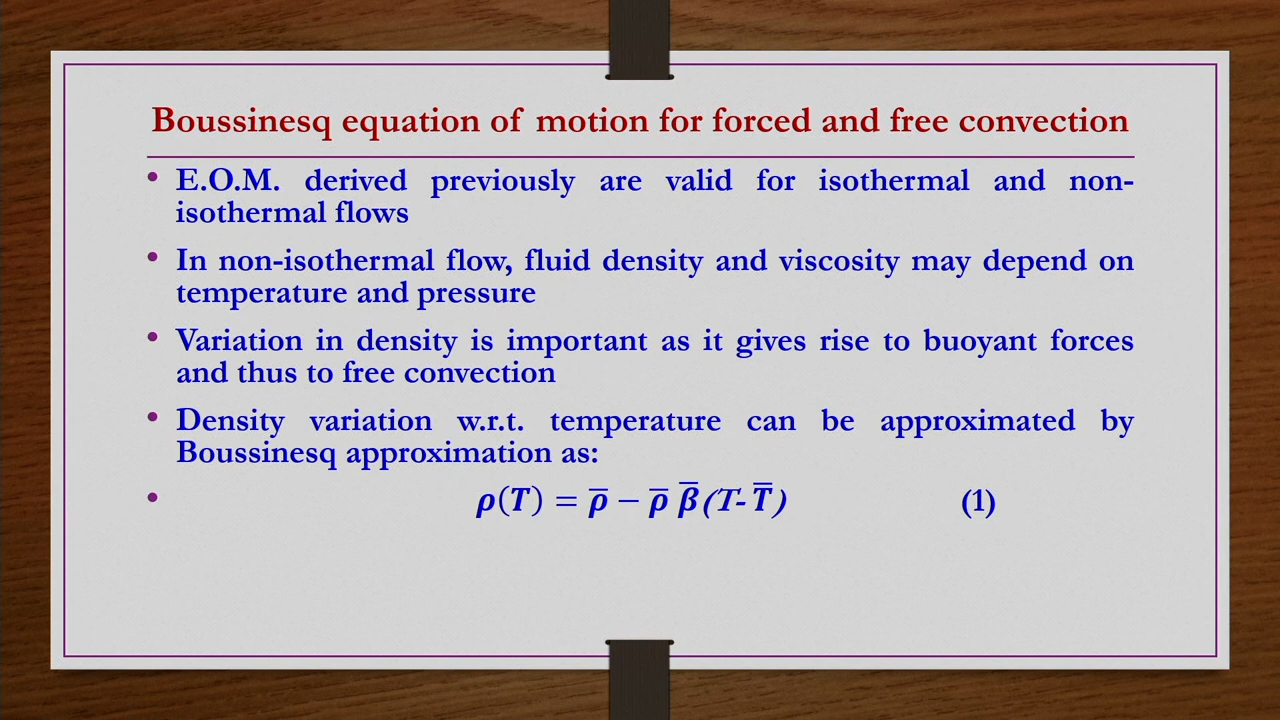 Boussinesq equation of motion for forced and free convection
• E.O.M. derived previously are valid for isothermal and non-
isothermal flows
• In non-isothermal flow, fluid density and viscosity may depend on
temperature and pressure
• Variation in density is important as it gives rise to buoyant forces
and thus to free convection
• Density variation w.r.t. temperature can be approximated by
Boussinesq approximation as:
• ρ(T) = ρ̅ − ρ̅ β̅(T- T̅) (1)